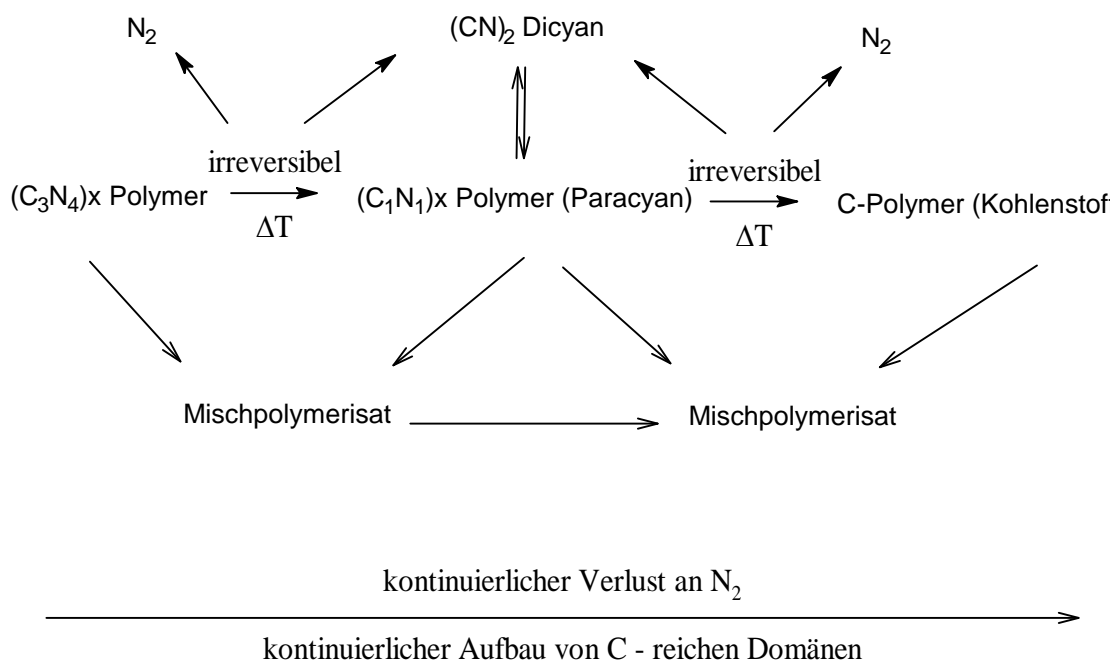 N₂ (CN)₂ Dicyan N₂
irreversibel irreversibel
(C₃N₄)x Polymer (C₁N₁)x Polymer (Paracyan) C-Polymer (Kohlenstoff
ΔT ΔT
Mischpolymerisat Mischpolymerisat
kontinuierlicher Verlust an N₂
kontinuierlicher Aufbau von C - reichen Domänen